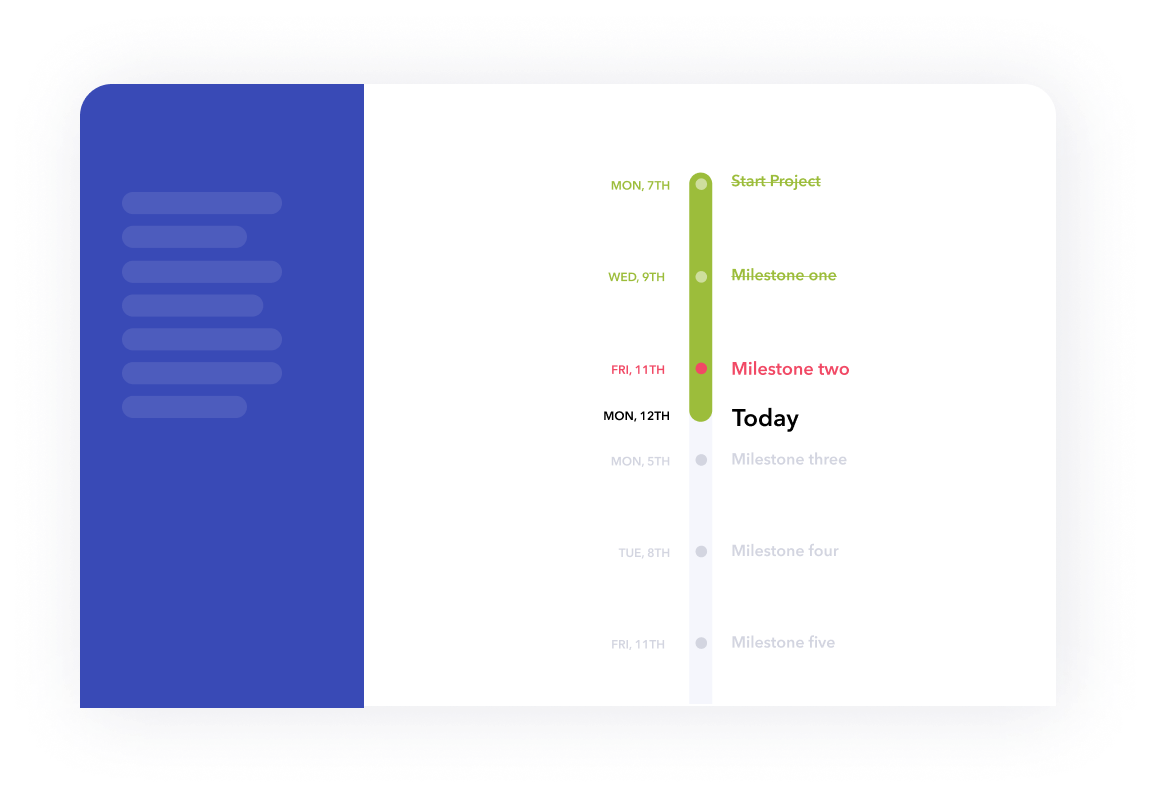 MON, 7TH Start Project
WED, 9TH Milestone one
FRI, 11TH Milestone two
MON, 12TH Today
MON, 5TH Milestone three
TUE, 8TH Milestone four
FRI, 11TH Milestone five